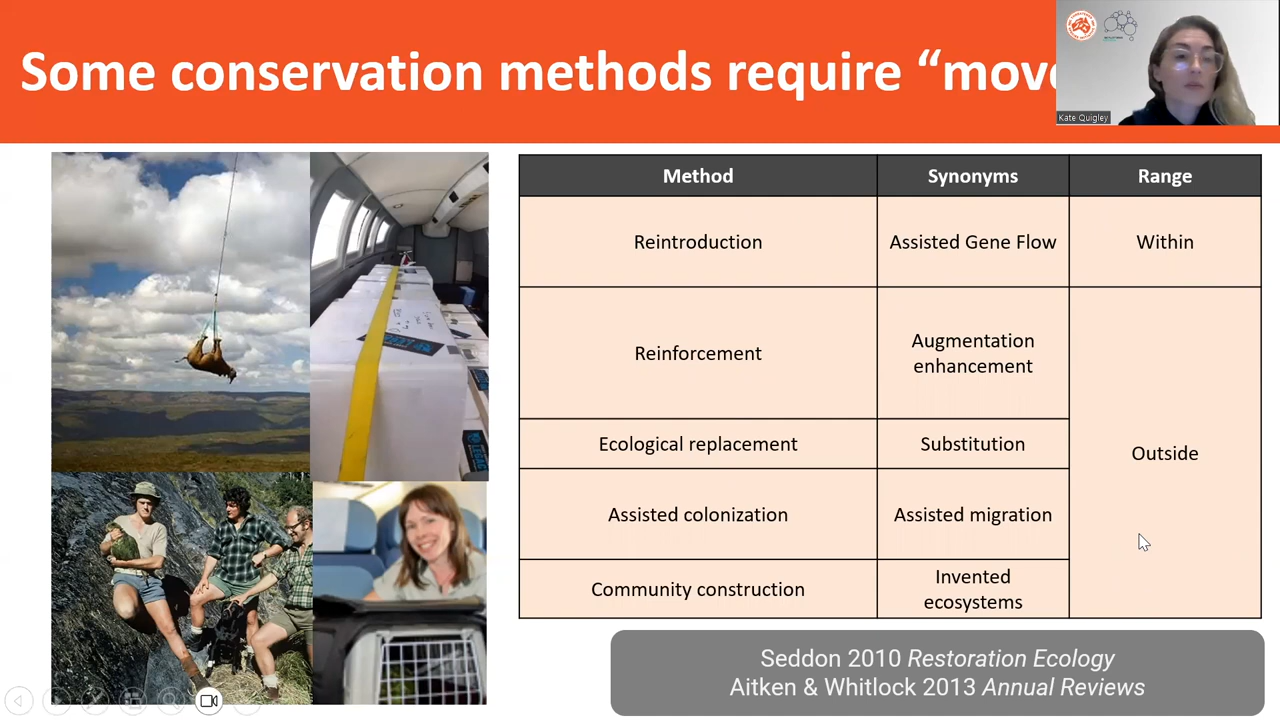 Some conservation methods require “mov
Kate Quigley
Method Synonyms Range
Reintroduction Assisted Gene Flow Within
Reinforcement Augmentation
enhancement
Ecological replacement Substitution
Outside
Assisted colonization Assisted migration
Community construction Invented
ecosystems
Seddon 2010 Restoration Ecology
Aitken & Whitlock 2013 Annual Reviews